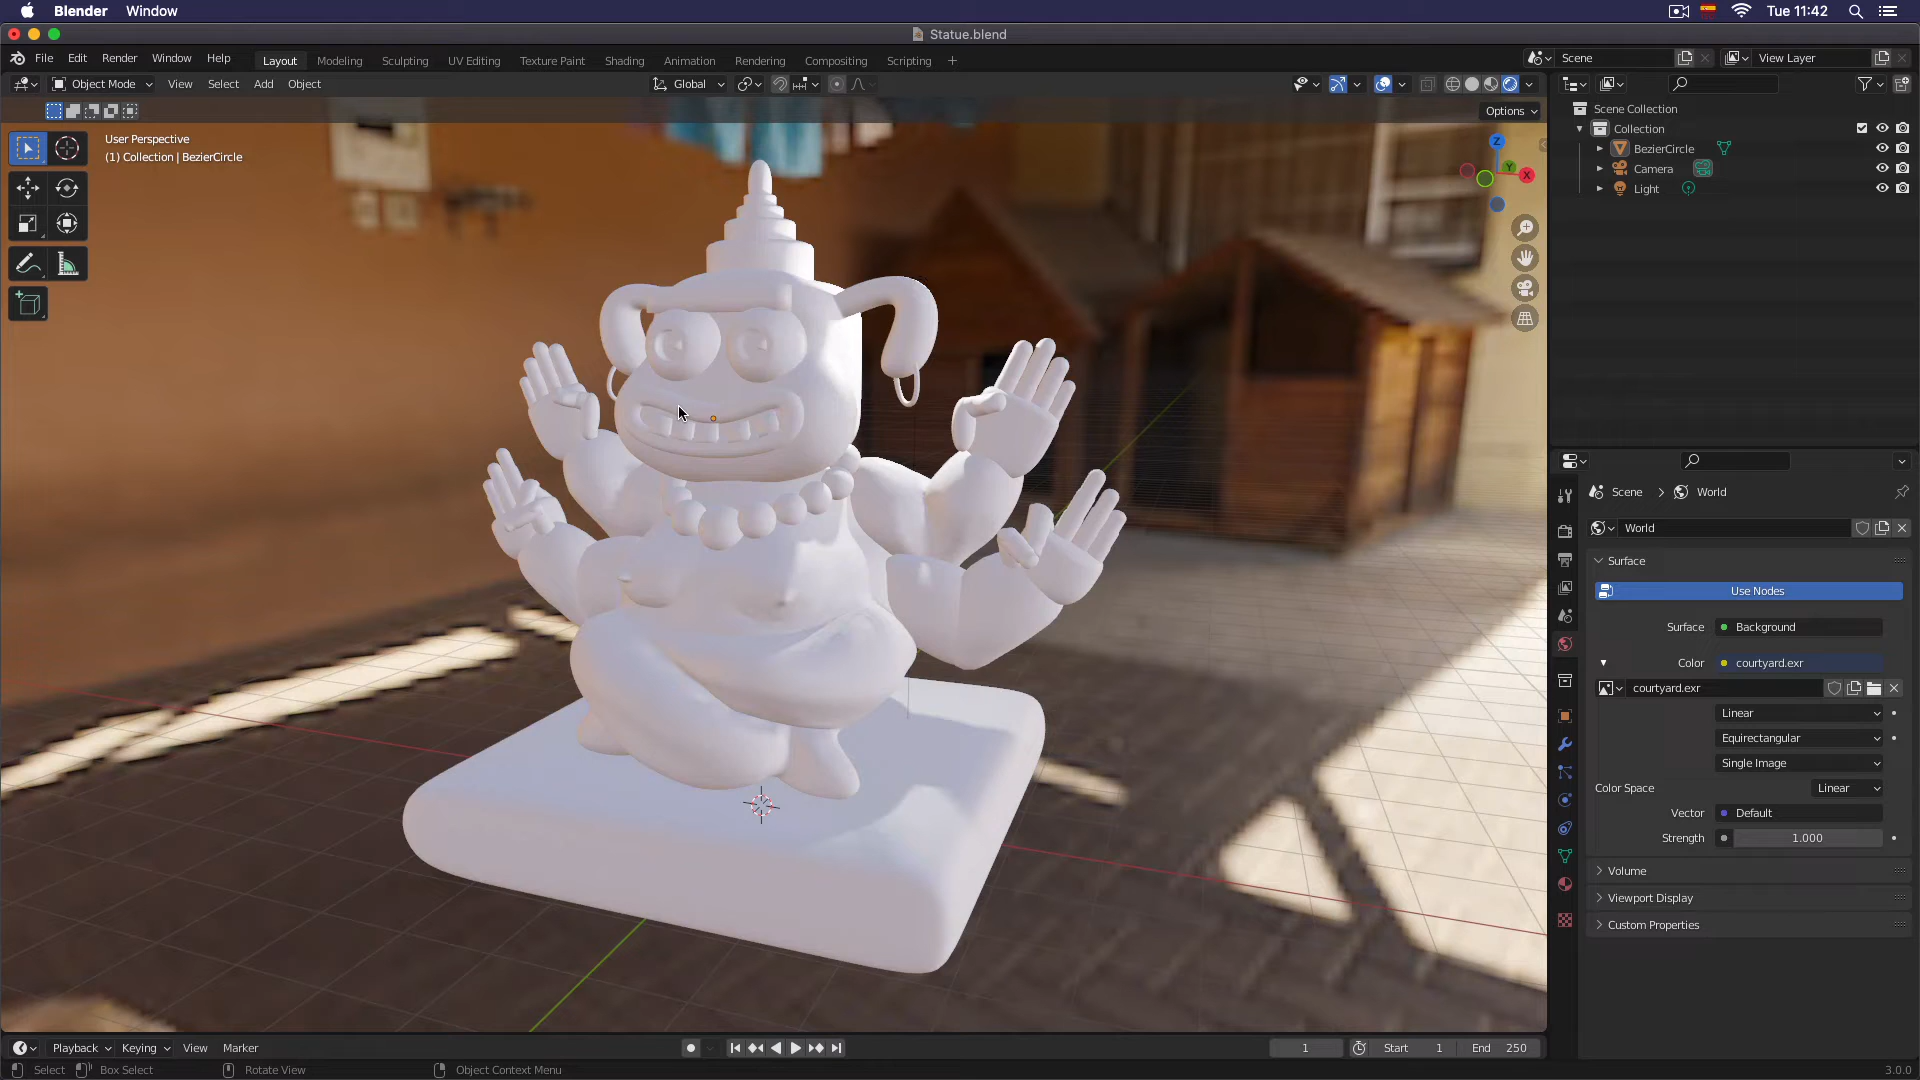 Blender Window Tue 11:42
Statue.blend
File Edit Render Window Help Layout Modeling Sculpting UV Editing Texture Paint Shading Animation Rendering Compositing Scripting + Scene View Layer
Object Mode View Select Add Object Global
Options
User Perspective
(1) Collection | BezierCircle
Z
Y
X
Scene Collection
Collection
BezierCircle
Camera
Light
Scene > World
World
Surface
Use Nodes
Surface Background
Color courtyard.exr
courtyard.exr
Linear
Equirectangular
Single Image
Color Space Linear
Vector Default
Strength 1.000
Volume
Viewport Display
Custom Properties
Playback Keying View Marker 1 Start 1 End 250
Select Box Select Rotate View Object Context Menu 3.0.0